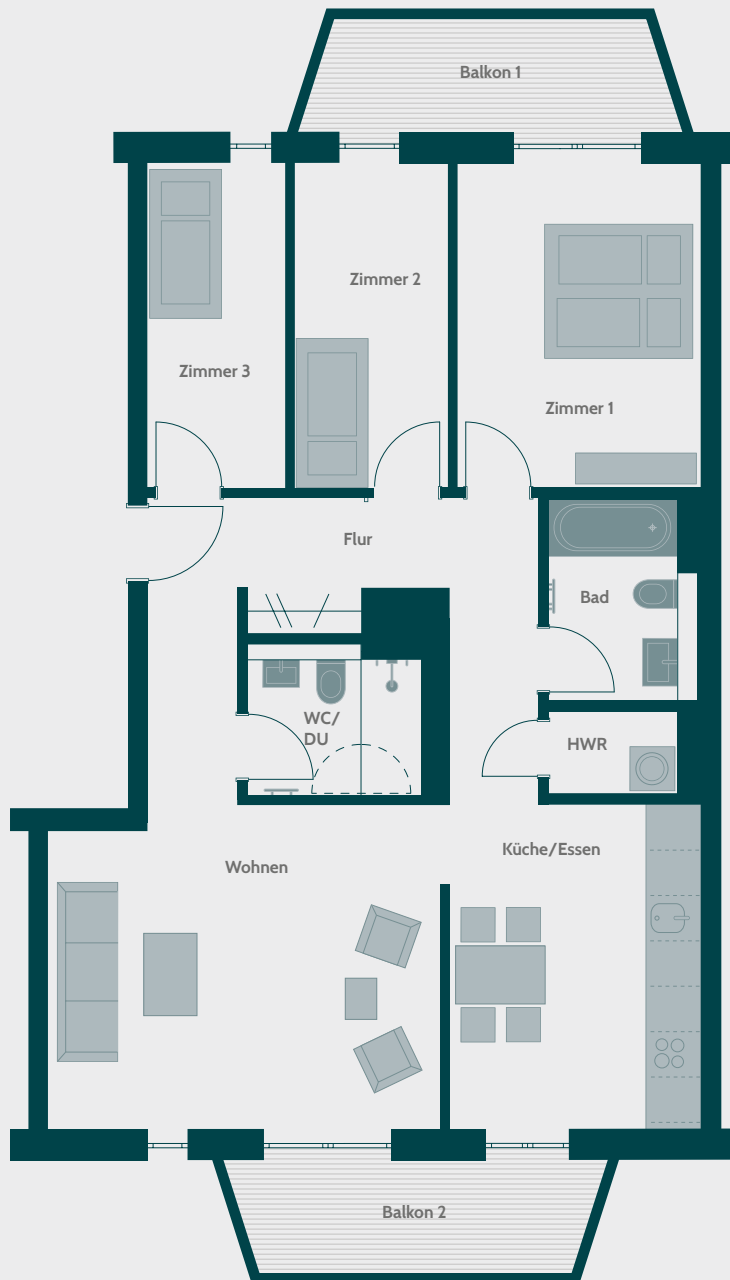 Balkon 1
Zimmer 2
Zimmer 3
Zimmer 1
Flur
Bad
WC/
DU
HWR
Küche/Essen
Wohnen
Balkon 2